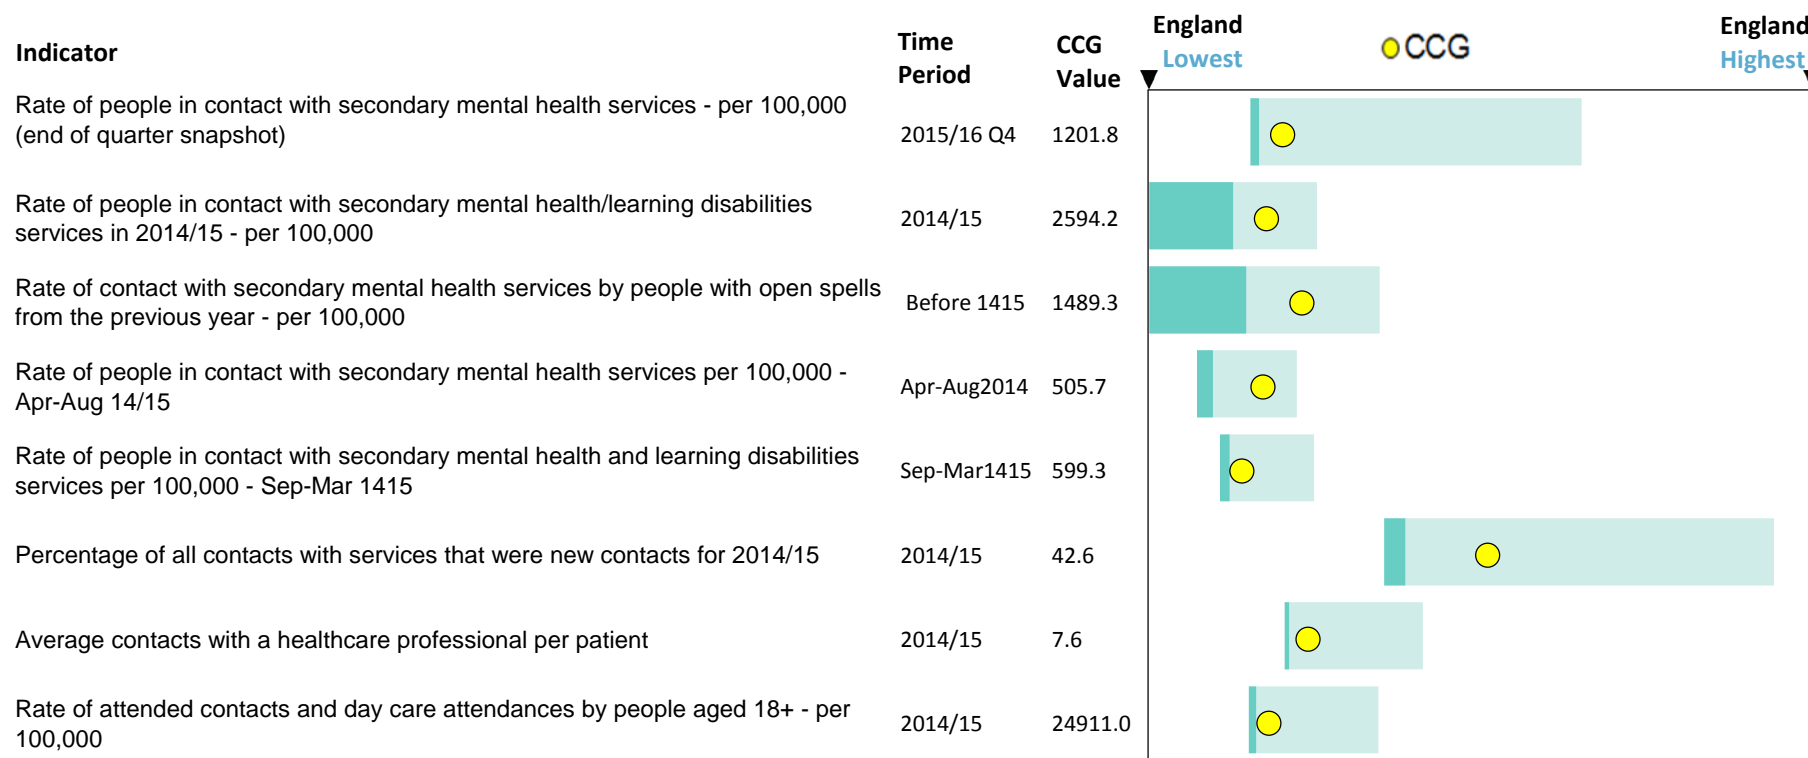 Indicator
Time
Period
CCG
Value
England
Lowest
CCG
England
Highest
Rate of people in contact with secondary mental health services - per 100,000
(end of quarter snapshot)
2015/16 Q4
1201.8
Rate of people in contact with secondary mental health/learning disabilities
services in 2014/15 - per 100,000
2014/15
2594.2
Rate of contact with secondary mental health services by people with open spells
from the previous year - per 100,000
Before 1415
1489.3
Rate of people in contact with secondary mental health services per 100,000 -
Apr-Aug 14/15
Apr-Aug2014
505.7
Rate of people in contact with secondary mental health and learning disabilities
services per 100,000 - Sep-Mar 1415
Sep-Mar1415
599.3
Percentage of all contacts with services that were new contacts for 2014/15
2014/15
42.6
Average contacts with a healthcare professional per patient
2014/15
7.6
Rate of attended contacts and day care attendances by people aged 18+ - per
100,000
2014/15
24911.0